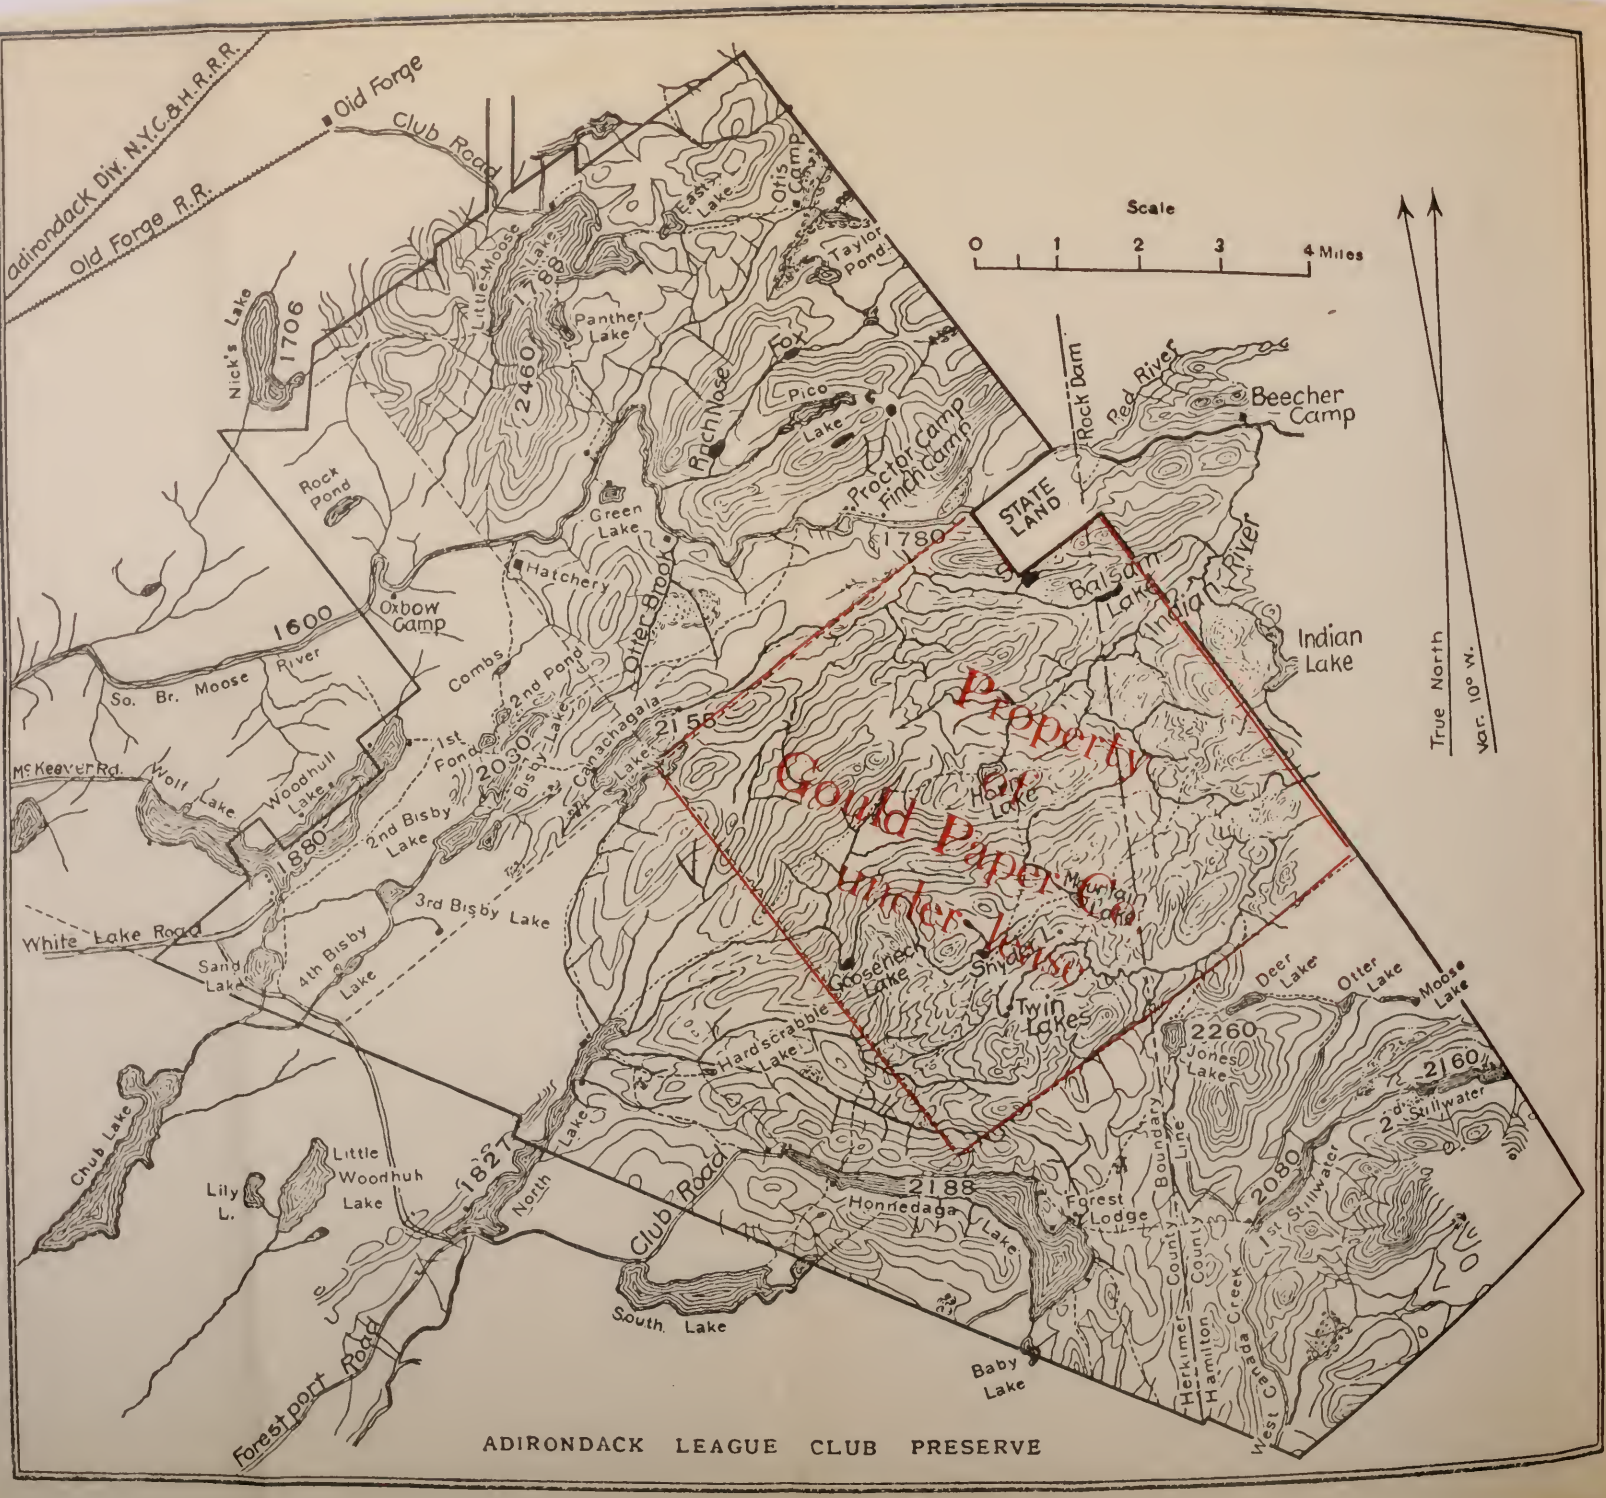 Adirondack Div. N.Y.C.& H.R.R.R.
Old Forge R.R.
Old Forge
Club Road
Otis
Camp
East
Lake
Taylor
Pond
Little Moose
Lake
1788
Panther
Lake
2460
Nick's Lake
1706
Fox
Pico
Lake
Proctor Camp
Finch Camp
Rock
Pond
Green
Lake
1780
Hatchery
Otter Brook
Oxbow
Camp
1600
So. Br. Moose River
Combs
Scale
0 1 2 3 4 Miles
Rock Dam
Red River
Beecher
Camp
STATE
LAND
Balsam
Lake
Indian River
Indian
Lake
True North
Var. 10° W.
2nd Pond
1st
Pond
2030
Bisby Lake
Canachagala
Lake
2155
McKeever Rd.
Wolf Lake
Woodhull
Lake
1880
2nd Bisby
Lake
3rd Bisby Lake
4th Bisby
Lake
White Lake Road
Sand
Lake
Property
of
Gould Paper Co.
under lease
Horn
Lake
Mountain
Lake
Gooseneck
Lake
Snyder
Twin
Lakes
Hardscrabble
Lake
Deer
Lake
Otter
Lake
Moose
Lake
2260
Jones
Lake
2160
2d Stillwater
2080
1st Stillwater
Boundary
Line
Chub Lake
Little
Woodhull
Lake
Lily
L.
1827
North Lake
Club Road
2188
Honnedaga Lake
Forest
Lodge
South Lake
Baby
Lake
Herkimer County
Hamilton County
West Canada Creek
Forestport Road
ADIRONDACK LEAGUE CLUB PRESERVE